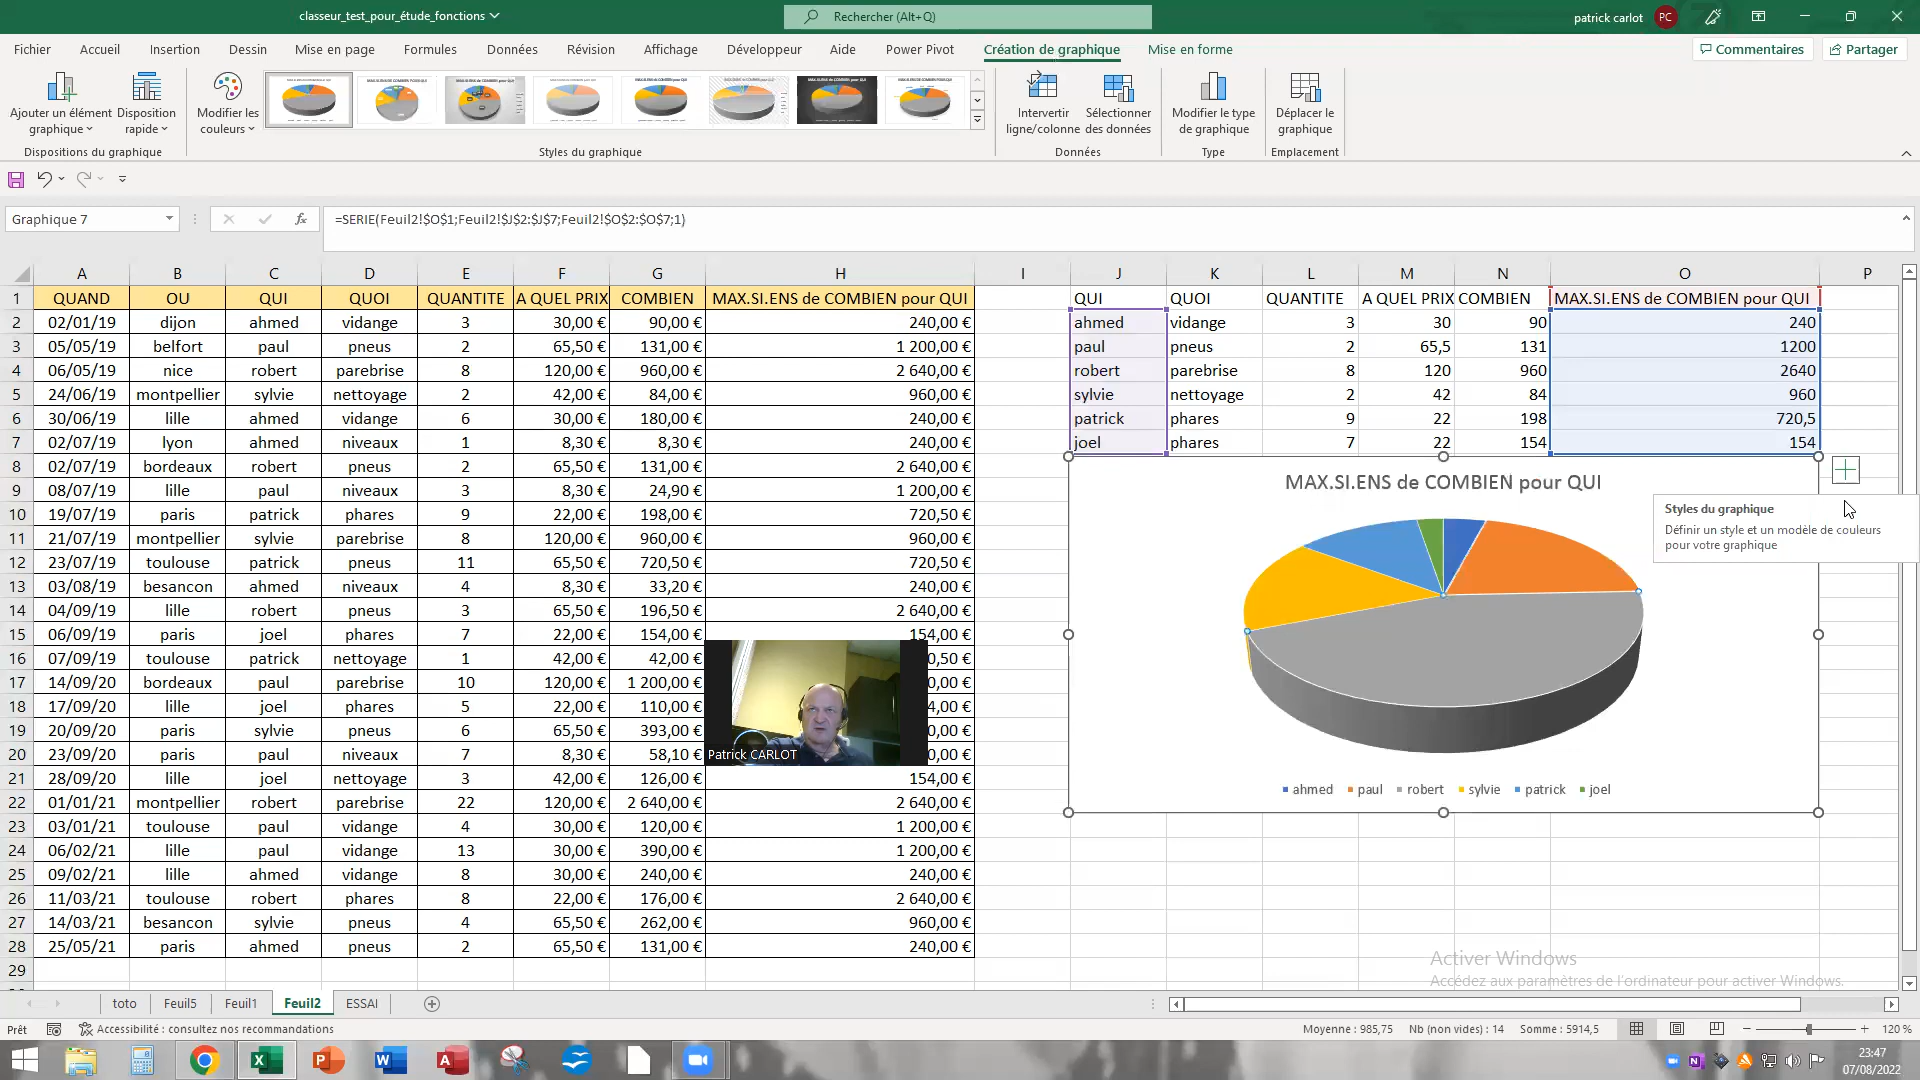 classeur_test_pour_étude_fonctions
Rechercher (Alt+Q)
patrick carlot
PC
Fichier Accueil Insertion Dessin Mise en page Formules Données Révision Affichage Développeur Aide Power Pivot Création de graphique Mise en forme
Commentaires Partager
Ajouter un élément graphique
Disposition rapide
Modifier les couleurs
Intervertir ligne/colonne
Sélectionner des données
Modifier le type de graphique
Déplacer le graphique
Dispositions du graphique Styles du graphique Données Type Emplacement
Graphique 7
fx
=SERIE(Feuil2!$O$1;Feuil2!$J$2:$J$7;Feuil2!$O$2:$O$7;1)
A B C D E F G H I J K L M N O P
1 QUAND OU QUI QUOI QUANTITE A QUEL PRIX COMBIEN MAX.SI.ENS de COMBIEN pour QUI QUI QUOI QUANTITE A QUEL PRIX COMBIEN MAX.SI.ENS de COMBIEN pour QUI
2 02/01/19 dijon ahmed vidange 3 30,00 € 90,00 € 240,00 € ahmed vidange 3 30 90 240
3 05/05/19 belfort paul pneus 2 65,50 € 131,00 € 1 200,00 € paul pneus 2 65,5 131 1200
4 06/05/19 nice robert parebrise 8 120,00 € 960,00 € 2 640,00 € robert parebrise 8 120 960 2640
5 24/06/19 montpellier sylvie nettoyage 2 42,00 € 84,00 € 960,00 € sylvie nettoyage 2 42 84 960
6 30/06/19 lille ahmed vidange 6 30,00 € 180,00 € 240,00 € patrick phares 9 22 198 720,5
7 02/07/19 lyon ahmed niveaux 1 8,30 € 8,30 € 240,00 € joel phares 7 22 154 154
8 02/07/19 bordeaux robert pneus 2 65,50 € 131,00 € 2 640,00 €
9 08/07/19 lille paul niveaux 3 8,30 € 24,90 € 1 200,00 €
10 19/07/19 paris patrick phares 9 22,00 € 198,00 € 720,50 €
11 21/07/19 montpellier sylvie parebrise 8 120,00 € 960,00 € 960,00 €
12 23/07/19 toulouse patrick pneus 11 65,50 € 720,50 € 720,50 €
13 03/08/19 besancon ahmed niveaux 4 8,30 € 33,20 € 240,00 €
14 04/09/19 lille robert pneus 3 65,50 € 196,50 € 2 640,00 €
15 06/09/19 paris joel phares 7 22,00 € 154,00 € 154,00 €
16 07/09/19 toulouse patrick nettoyage 1 42,00 € 42,00 € 0,50 €
17 14/09/20 bordeaux paul parebrise 10 120,00 € 1 200,00 € 0,00 €
18 17/09/20 lille joel phares 5 22,00 € 110,00 € 4,00 €
19 20/09/20 paris sylvie pneus 6 65,50 € 393,00 € 0,00 €
20 23/09/20 paris paul niveaux 7 8,30 € 58,10 € 0,00 €
21 28/09/20 lille joel nettoyage 3 42,00 € 126,00 € 154,00 €
22 01/01/21 montpellier robert parebrise 22 120,00 € 2 640,00 € 2 640,00 €
23 03/01/21 toulouse paul vidange 4 30,00 € 120,00 € 1 200,00 €
24 06/02/21 lille paul vidange 13 30,00 € 390,00 € 1 200,00 €
25 09/02/21 lille ahmed vidange 8 30,00 € 240,00 € 240,00 €
26 11/03/21 toulouse robert phares 8 22,00 € 176,00 € 2 640,00 €
27 14/03/21 besancon sylvie pneus 4 65,50 € 262,00 € 960,00 €
28 25/05/21 paris ahmed pneus 2 65,50 € 131,00 € 240,00 €
29
Patrick CARLOT
MAX.SI.ENS de COMBIEN pour QUI
ahmed paul robert sylvie patrick joel
Styles du graphique
Définir un style et un modèle de couleurs
pour votre graphique
Activer Windows
Accédez aux paramètres de l'ordinateur pour activer Windows.
toto Feuil5 Feuil1 Feuil2 ESSAI
Prêt Accessibilité : consultez nos recommandations
Moyenne : 985,75 Nb (non vides) : 14 Somme : 5914,5
120 %
23:47
07/08/2022